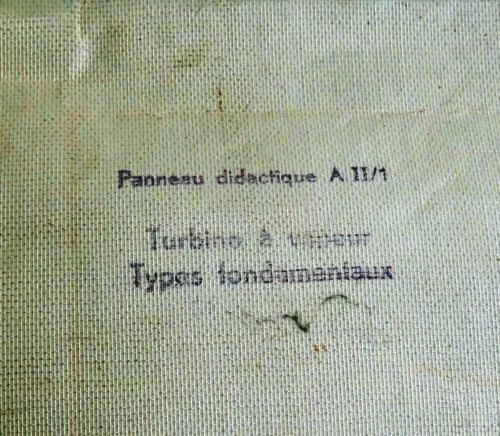 Panneau didactique A II/1
Turbine à vapeur
Types fondamentaux